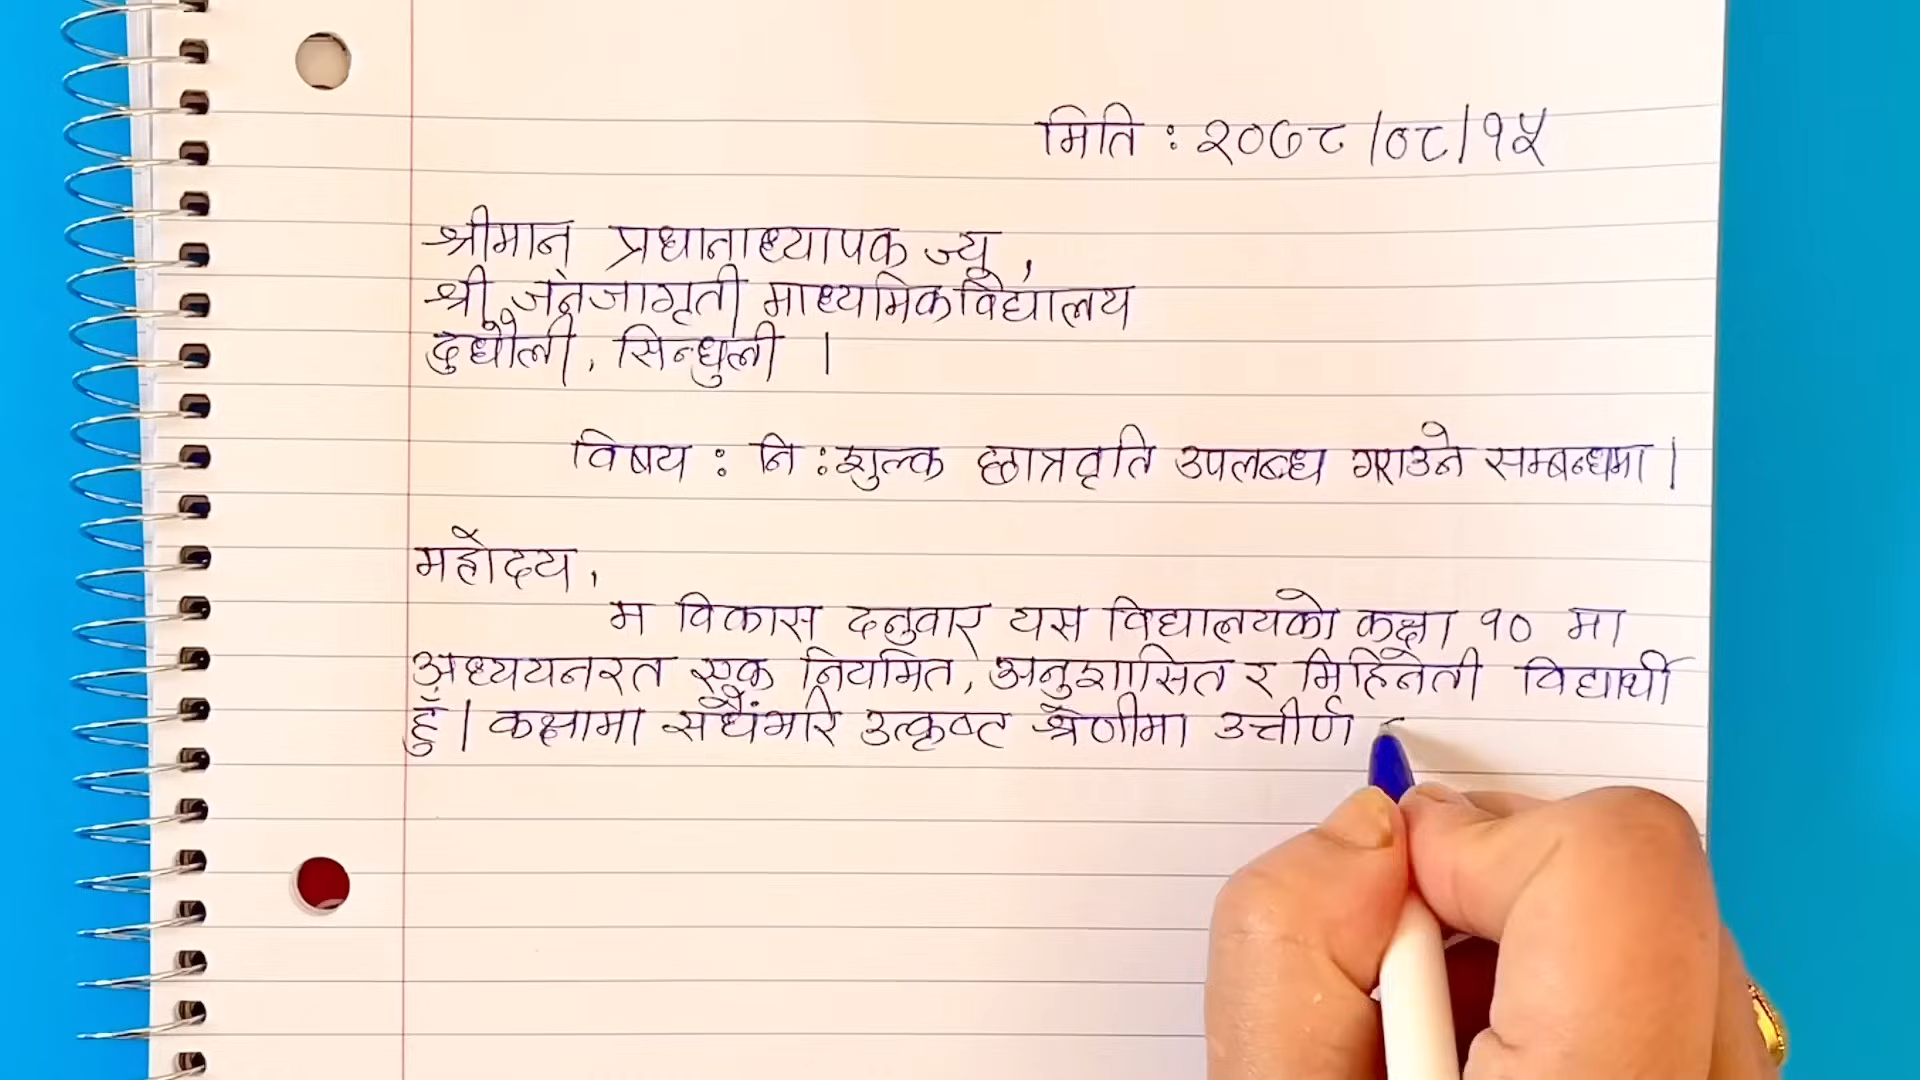 मिति : २०७८/०८/१५
श्रीमान् प्रधानाध्यापक ज्यू,
श्री जनजागृती माध्यमिक विद्यालय
दुधौली, सिन्धुली ।
विषय : नि:शुल्क छात्रवृति उपलब्ध गराउने सम्बन्धमा ।
महोदय,
म विकास दनुवार यस विद्यालयको कक्षा १० मा
अध्ययनरत एक नियमित, अनुशासित र मिहिनेती विद्यार्थी
हुँ । कक्षामा सधैंभरि उत्कृष्ट श्रेणीमा उत्तीर्ण